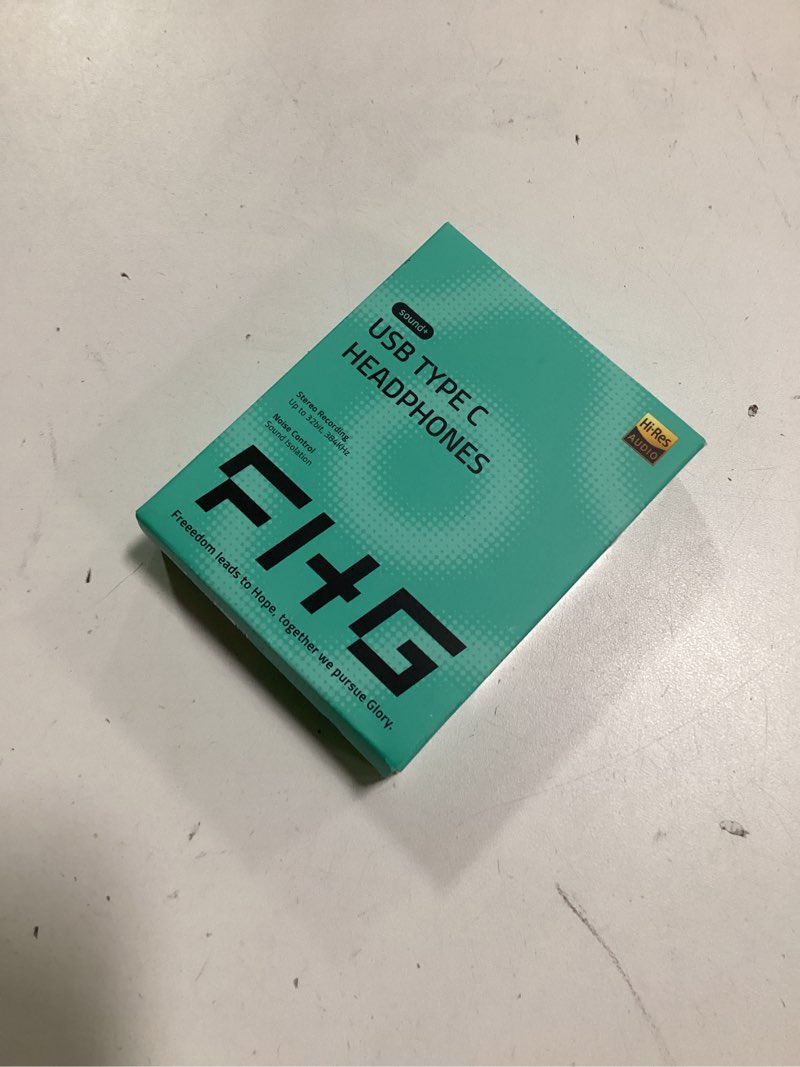 sound+
USB TYPE C
HEADPHONES
Hi-Res
AUDIO
Stereo Recording
Up to 32bit, 384KHz
Noise Control
Sound Isolation
FI+G
Freeedom leads to Hope, together we pursue Glory.